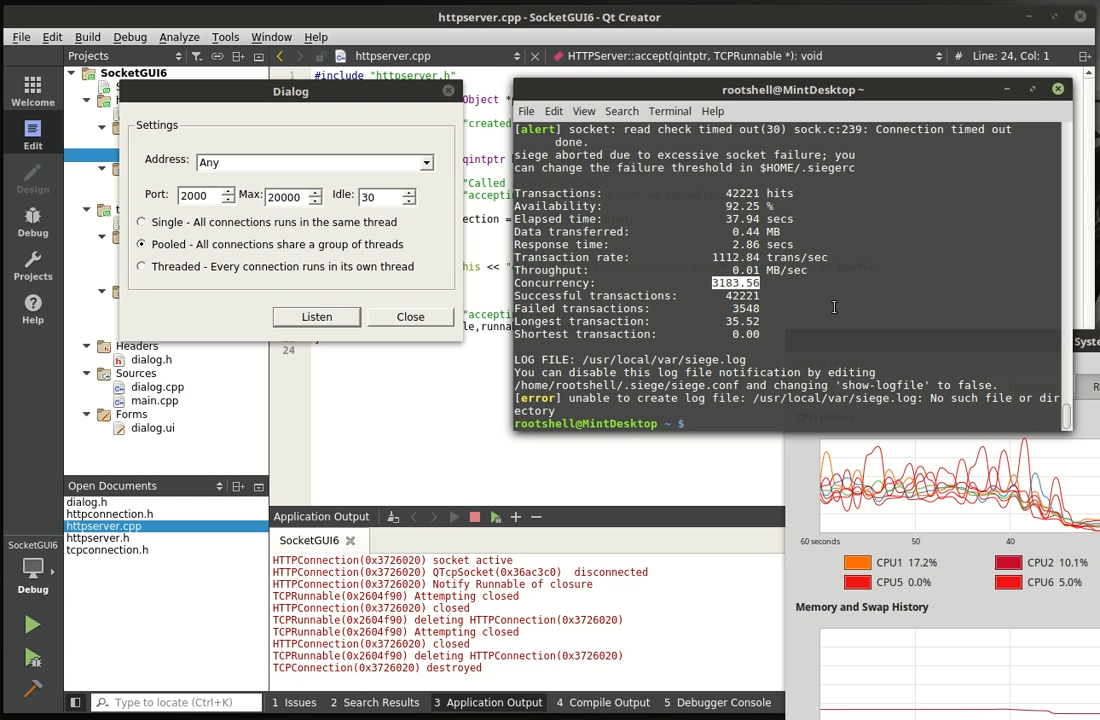 httpserver.cpp - SocketGUI6 - Qt Creator
File Edit Build Debug Analyze Tools Window Help
Projects
httpserver.cpp
HTTPServer::accept(qintptr, TCPRunnable *): void
# Line: 24, Col: 1
Welcome
Edit
Design
Debug
Projects
Help
SocketGUI6
Debug
SocketGUI6
Headers
dialog.h
Sources
dialog.cpp
main.cpp
Forms
dialog.ui
Open Documents
dialog.h
httpconnection.h
httpserver.cpp
httpserver.h
tcpconnection.h
1 #include "httpserver.h"
24
Dialog
Settings
Address: Any
Port: 2000 Max: 20000 Idle: 30
Single - All connections runs in the same thread
Pooled - All connections share a group of threads
Threaded - Every connection runs in its own thread
Listen Close
rootshell@MintDesktop ~
File Edit View Search Terminal Help
[alert] socket: read check timed out(30) sock.c:239: Connection timed out
done.
siege aborted due to excessive socket failure; you
can change the failure threshold in $HOME/.siegerc
Transactions: 42221 hits
Availability: 92.25 %
Elapsed time: 37.94 secs
Data transferred: 0.44 MB
Response time: 2.86 secs
Transaction rate: 1112.84 trans/sec
Throughput: 0.01 MB/sec
Concurrency: 3183.56
Successful transactions: 42221
Failed transactions: 3548
Longest transaction: 35.52
Shortest transaction: 0.00
LOG FILE: /usr/local/var/siege.log
You can disable this log file notification by editing
/home/rootshell/.siege/siege.conf and changing 'show-logfile' to false.
[error] unable to create log file: /usr/local/var/siege.log: No such file or dir
ectory
rootshell@MintDesktop ~ $
Application Output
SocketGUI6
HTTPConnection(0x3726020) socket active
HTTPConnection(0x3726020) QTcpSocket(0x36ac3c0) disconnected
HTTPConnection(0x3726020) Notify Runnable of closure
TCPRunnable(0x2604f90) Attempting closed
HTTPConnection(0x3726020) closed
TCPRunnable(0x2604f90) deleting HTTPConnection(0x3726020)
TCPRunnable(0x2604f90) Attempting closed
HTTPConnection(0x3726020) closed
TCPRunnable(0x2604f90) deleting HTTPConnection(0x3726020)
TCPConnection(0x3726020) destroyed
Syste
CPU History
60 seconds 50 40
CPU1 17.2% CPU2 10.1%
CPU5 0.0% CPU6 5.0%
Memory and Swap History
Type to locate (Ctrl+K)
1 Issues 2 Search Results 3 Application Output 4 Compile Output 5 Debugger Console